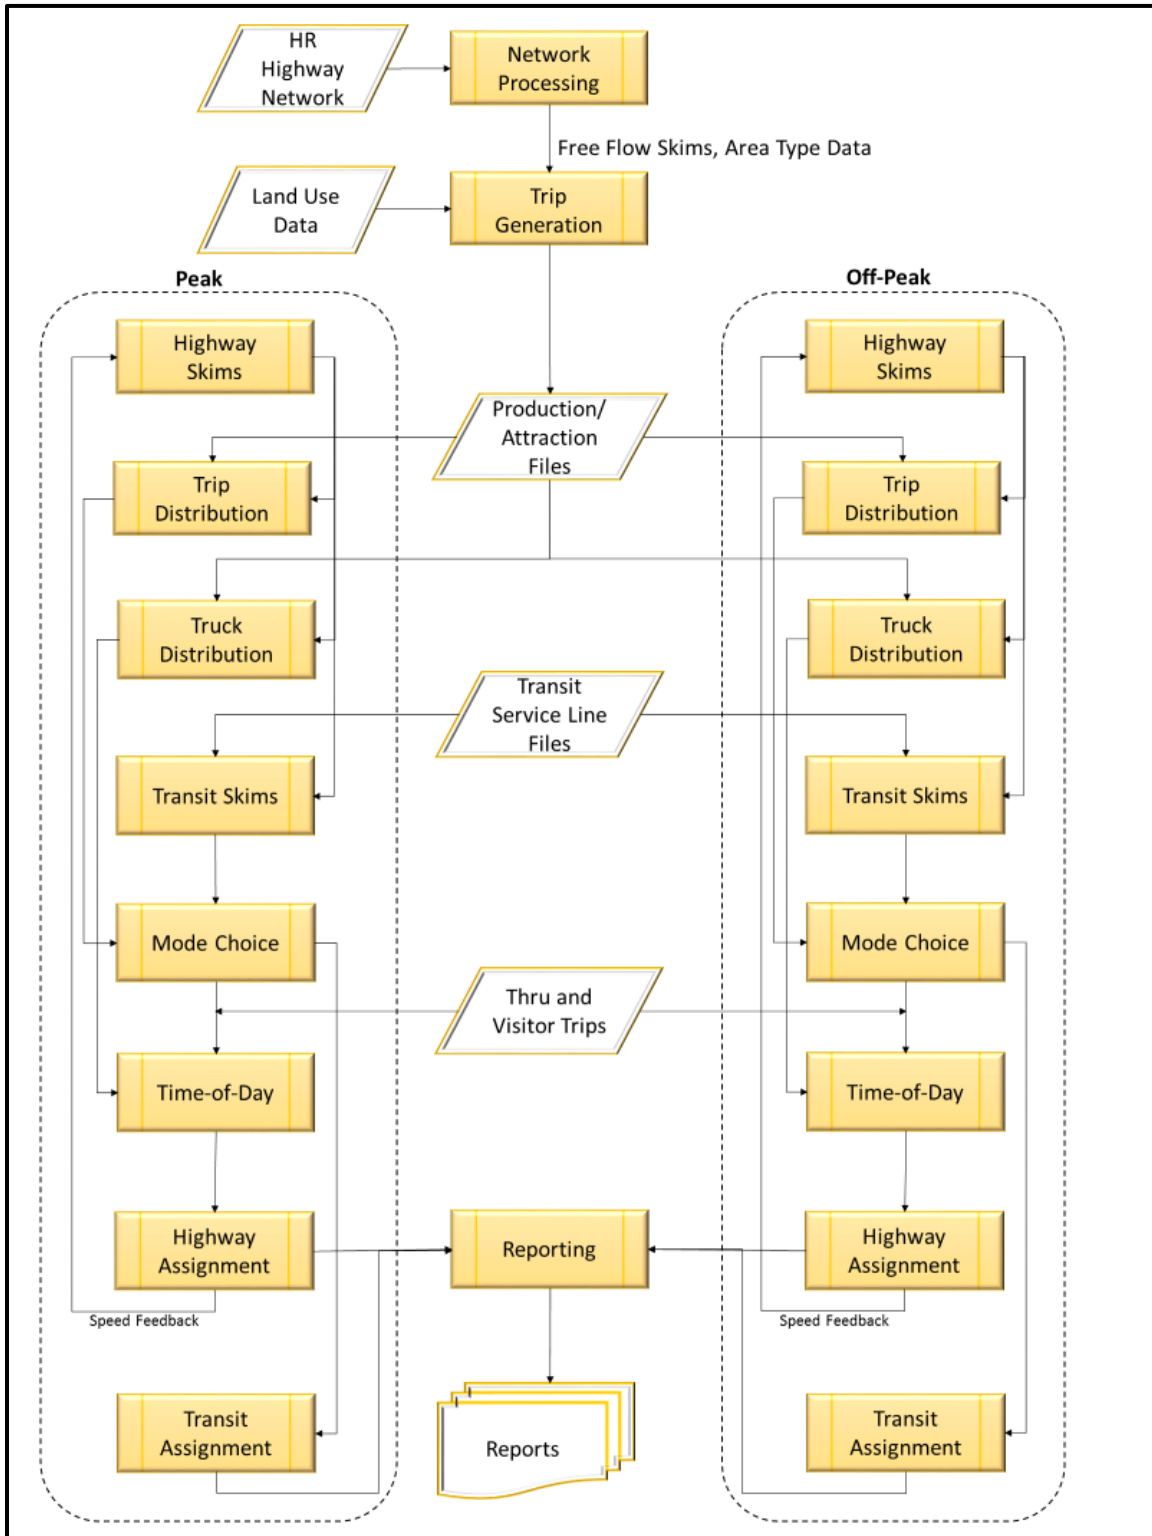 HR
Highway
Network
Network
Processing
Free Flow Skims, Area Type Data
Land Use
Data
Trip
Generation
Peak
Off-Peak
Highway
Skims
Highway
Skims
Production/
Attraction
Files
Trip
Distribution
Trip
Distribution
Truck
Distribution
Truck
Distribution
Transit
Service Line
Files
Transit Skims
Transit Skims
Mode Choice
Mode Choice
Thru and
Visitor Trips
Time-of-Day
Time-of-Day
Highway
Assignment
Reporting
Highway
Assignment
Speed Feedback
Speed Feedback
Transit
Assignment
Reports
Transit
Assignment